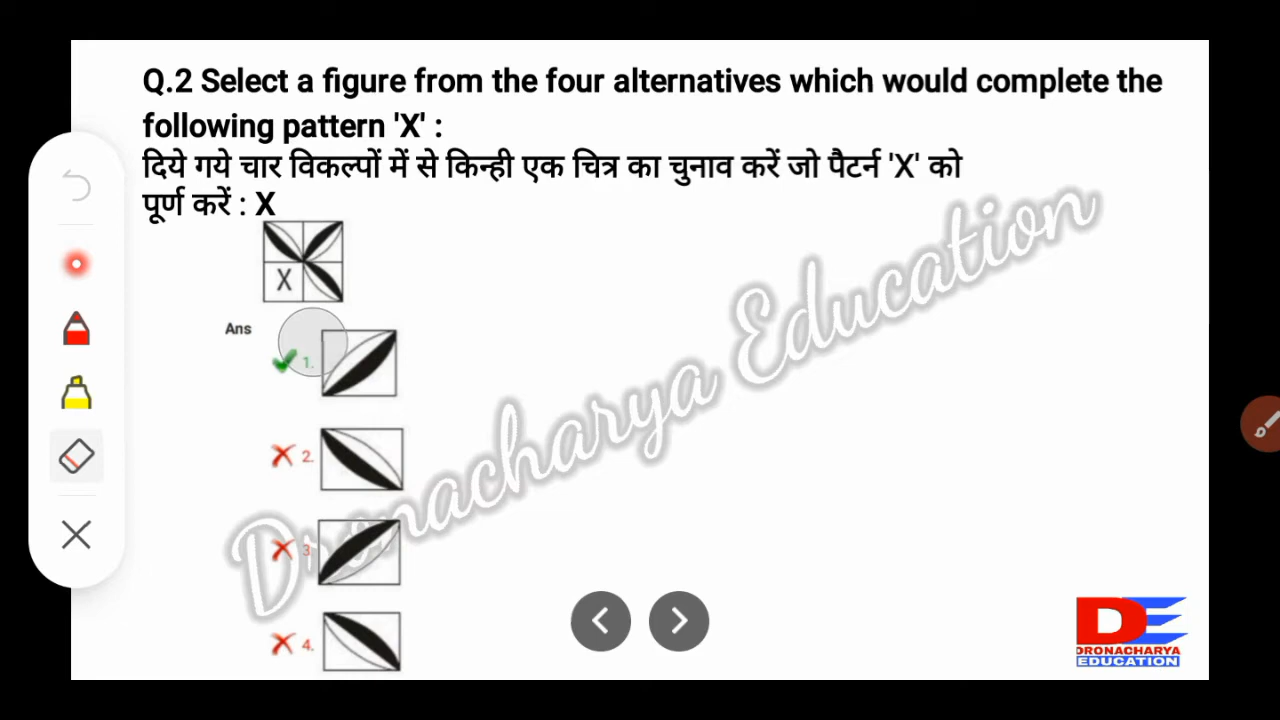 Q.2 Select a figure from the four alternatives which would complete the
following pattern 'X' :
दिये गये चार विकल्पों में से किन्ही एक चित्र का चुनाव करें जो पैटर्न 'X' को
पूर्ण करें : X
X
Ans
1.
2.
3
4.
Dronacharya Education
DE
DRONACHARYA
EDUCATION